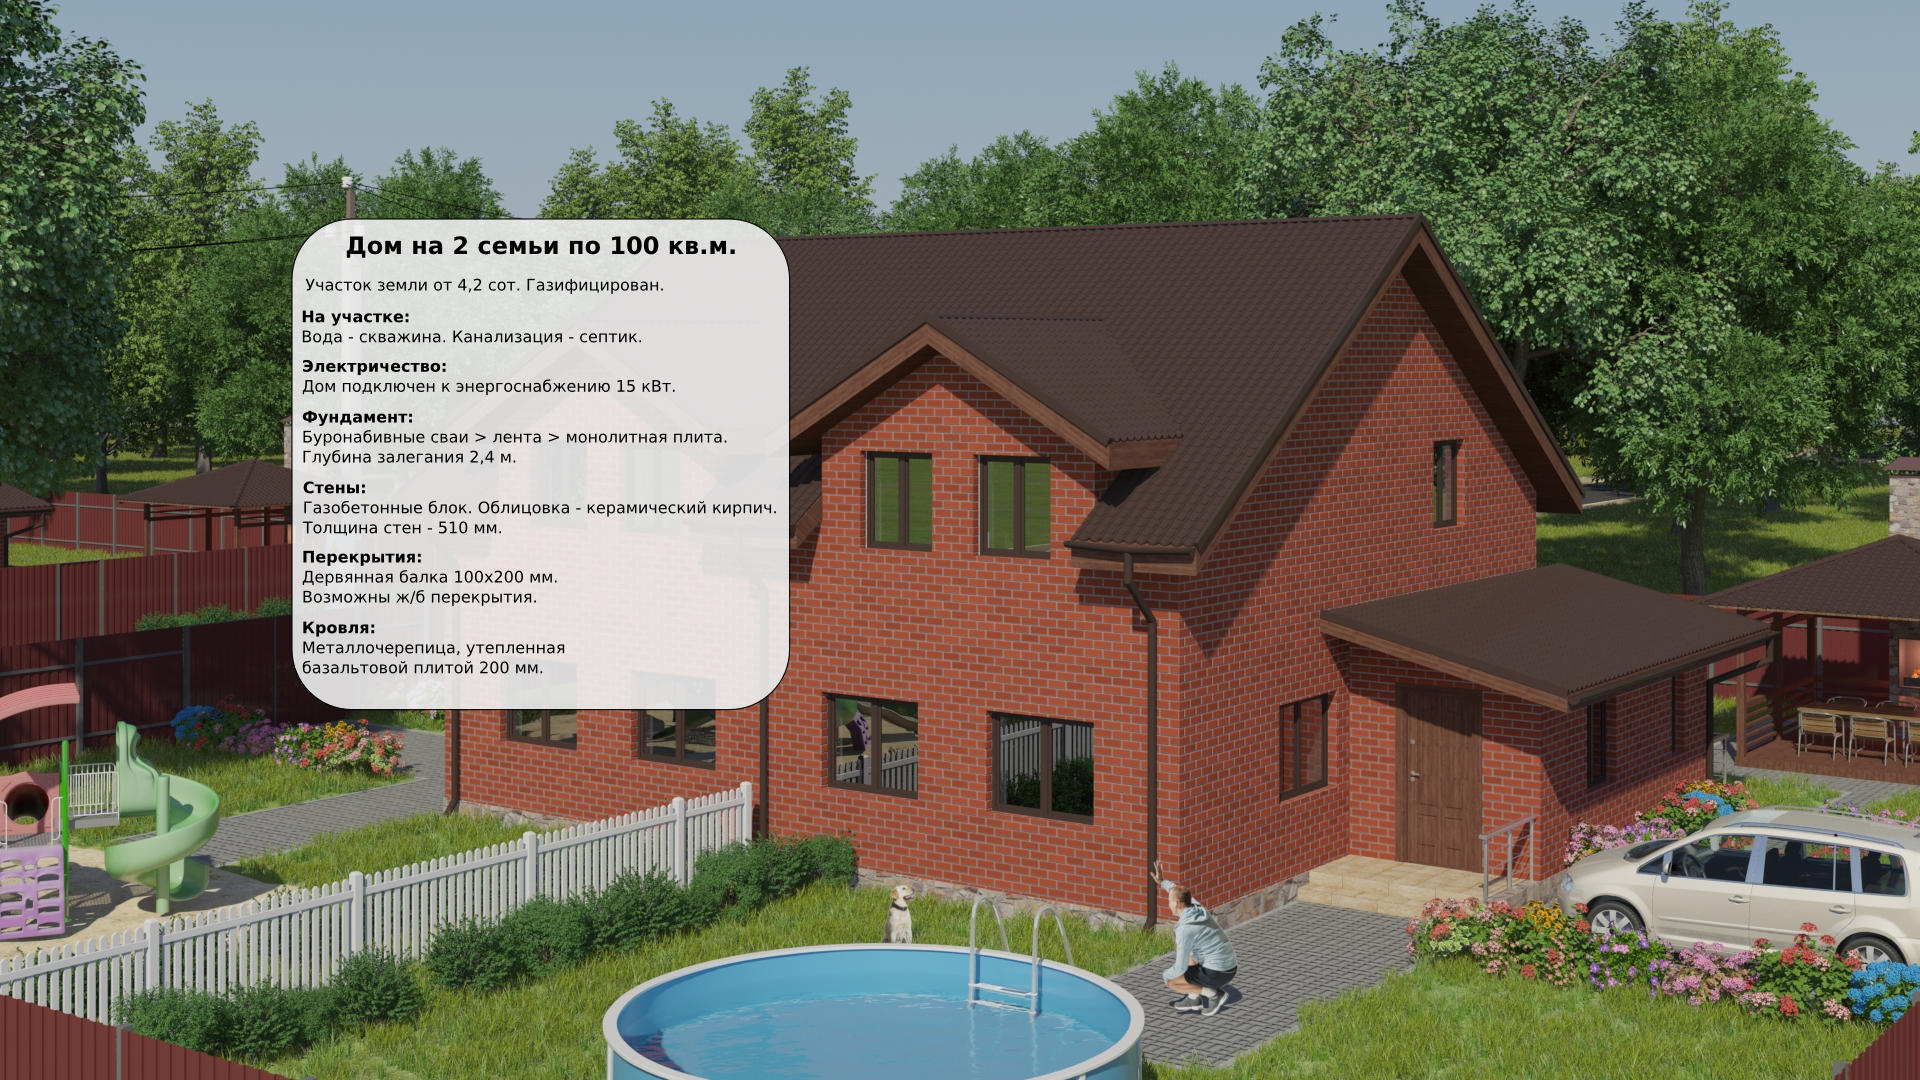 Дом на 2 семьи по 100 кв.м.
Участок земли от 4,2 сот. Газифицирован.
На участке:
Вода - скважина. Канализация - септик.
Электричество:
Дом подключен к энергоснабжению 15 кВт.
Фундамент:
Буронабивные сваи > лента > монолитная плита.
Глубина залегания 2,4 м.
Стены:
Газобетонные блок. Облицовка - керамический кирпич.
Толщина стен - 510 мм.
Перекрытия:
Дервянная балка 100х200 мм.
Возможны ж/б перекрытия.
Кровля:
Металлочерепица, утепленная
базальтовой плитой 200 мм.